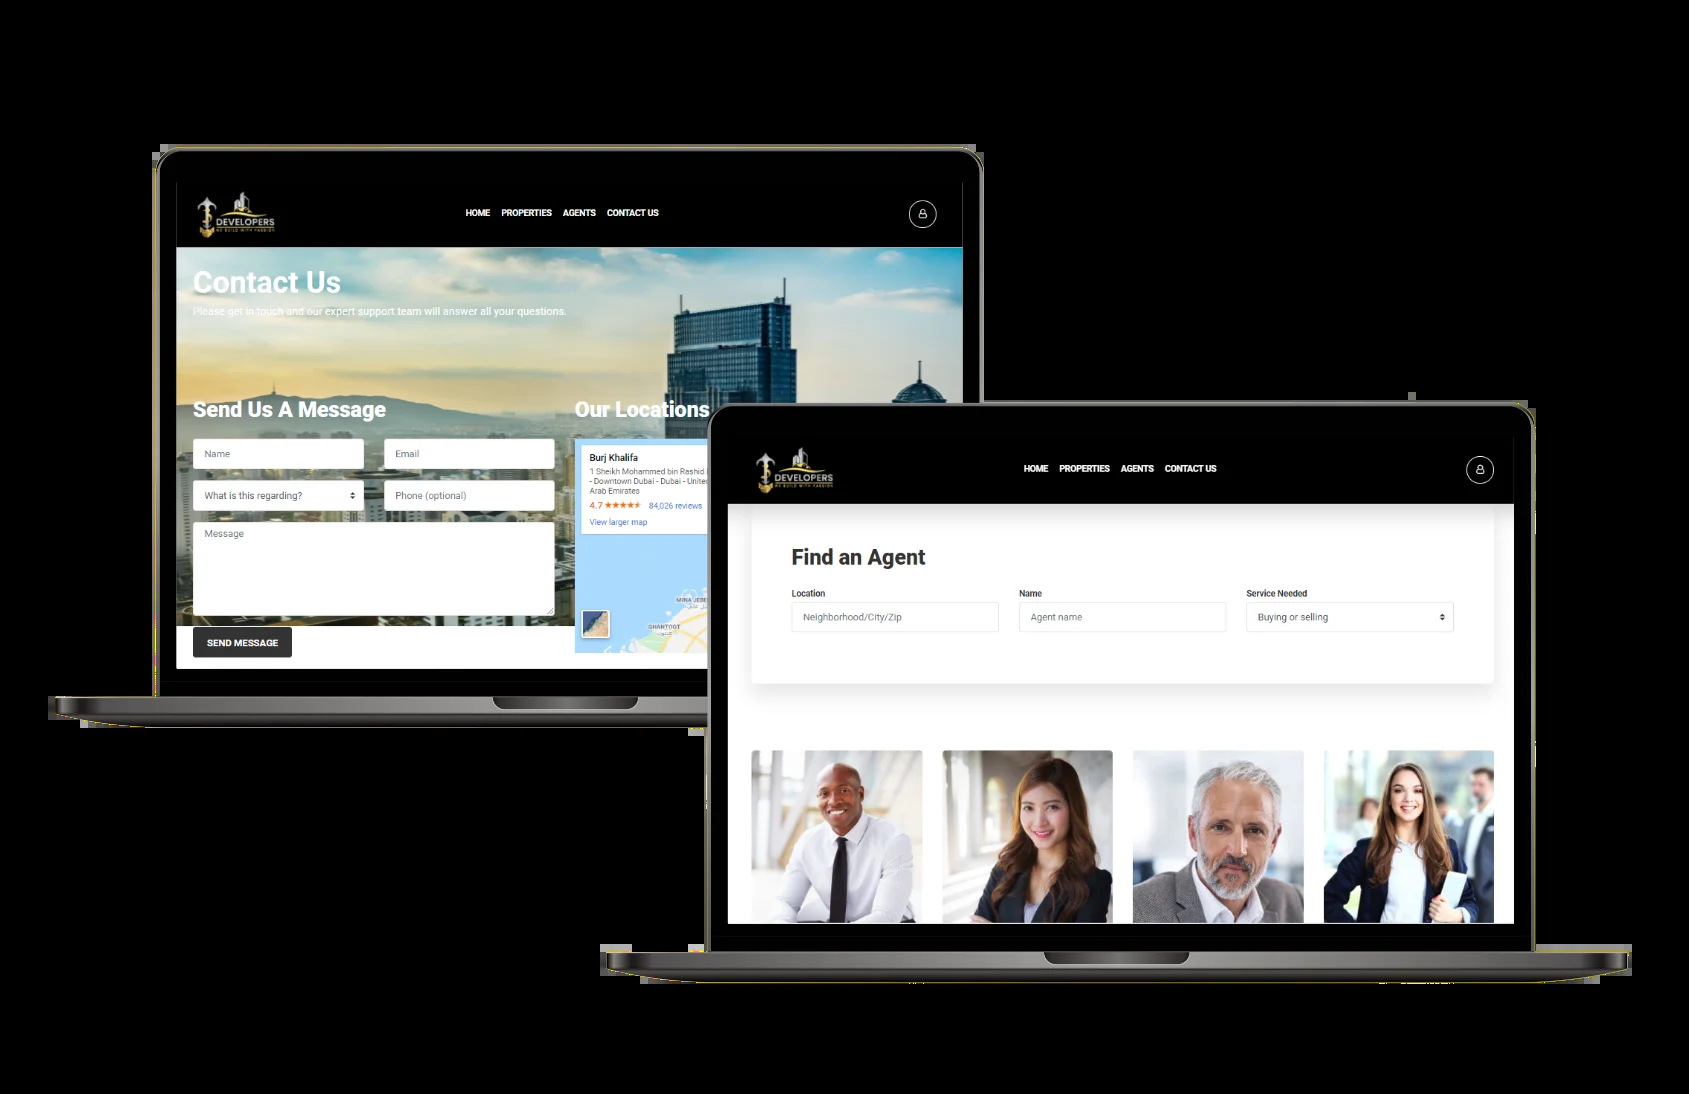 DEVELOPERS
WE BUILD WITH PASSION
HOME PROPERTIES AGENTS CONTACT US
Contact Us
Please get in touch and our expert support team will answer all your questions.
Send Us A Message
Name
Email
What is this regarding?
Phone (optional)
Message
SEND MESSAGE
Our Locations
Burj Khalifa
1 Sheikh Mohammed bin Rashid
- Downtown Dubai - Dubai -
Arab Emirates
4.7 ★★★★★ 84,026 reviews
View larger map
GHANTOOT
غنتوت
DEVELOPERS
WE BUILD WITH PASSION
HOME PROPERTIES AGENTS CONTACT US
Find an Agent
Location
Neighborhood/City/Zip
Name
Agent name
Service Needed
Buying or selling